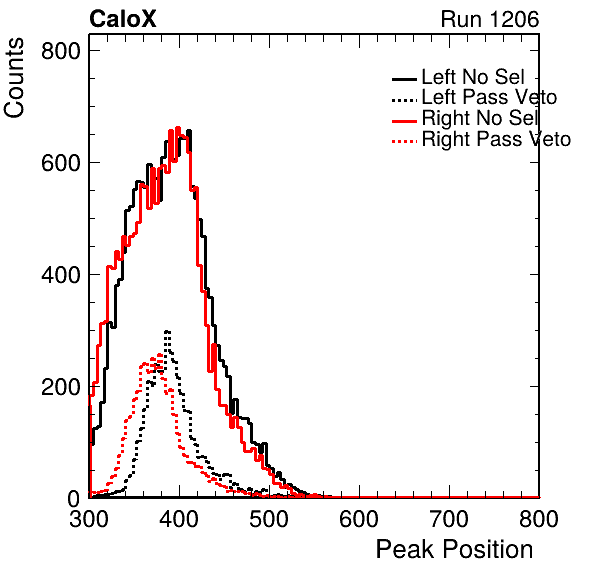 CaloX Run 1206
Counts
800
600
400
200
0
Left No Sel
Left Pass Veto
Right No Sel
Right Pass Veto
300 400 500 600 700 800
Peak Position